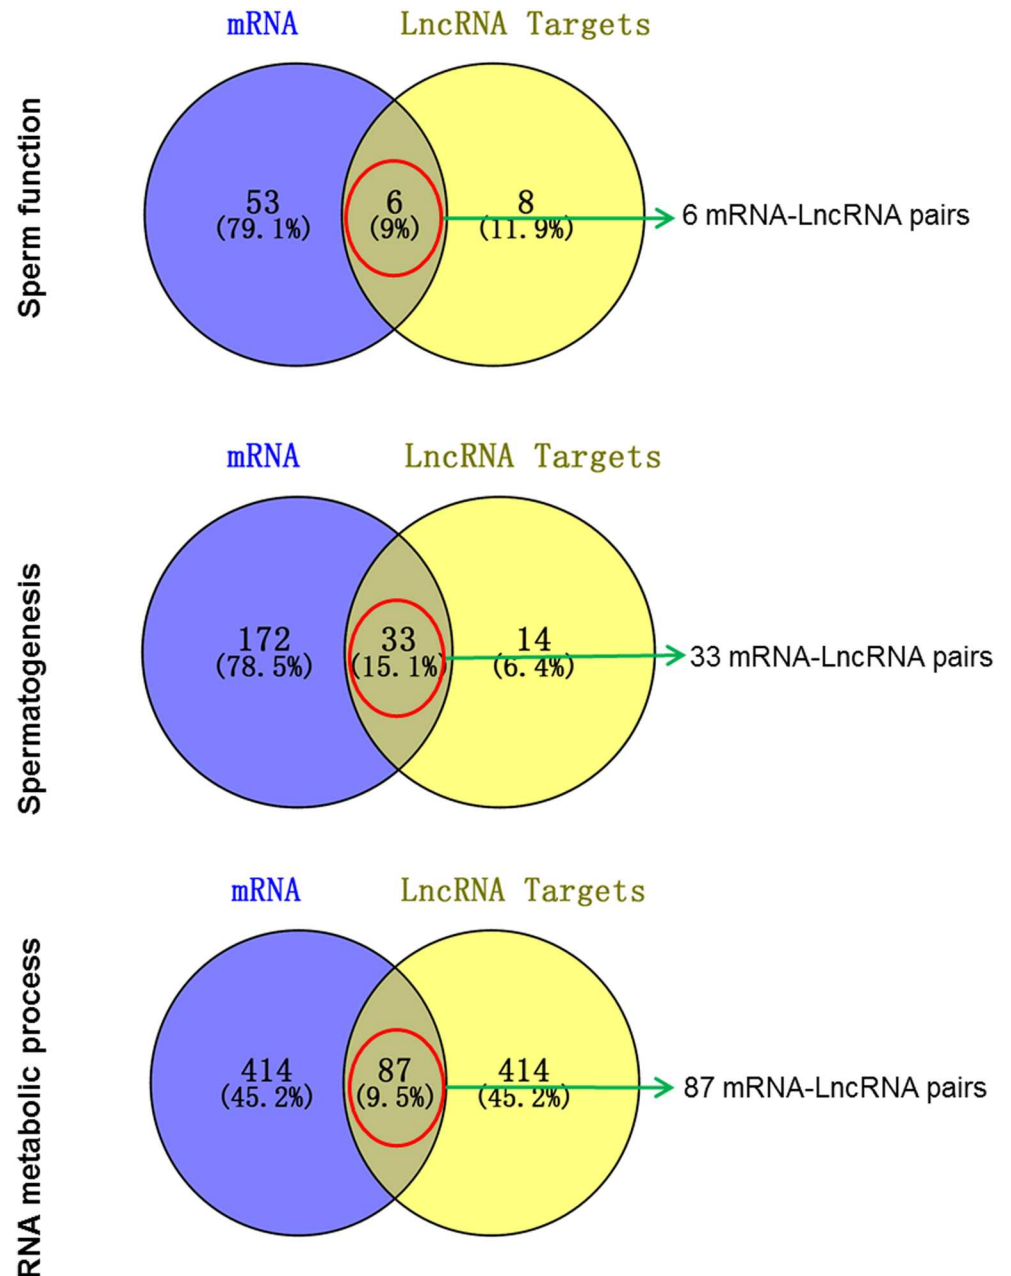 mRNA LncRNA Targets
Sperm function
53 6 8
(79.1%) (9%) (11.9%)
6 mRNA-LncRNA pairs
mRNA LncRNA Targets
Spermatogenesis
172 33 14
(78.5%) (15.1%) (6.4%)
33 mRNA-LncRNA pairs
mRNA LncRNA Targets
RNA metabolic process
414 87 414
(45.2%) (9.5%) (45.2%)
87 mRNA-LncRNA pairs